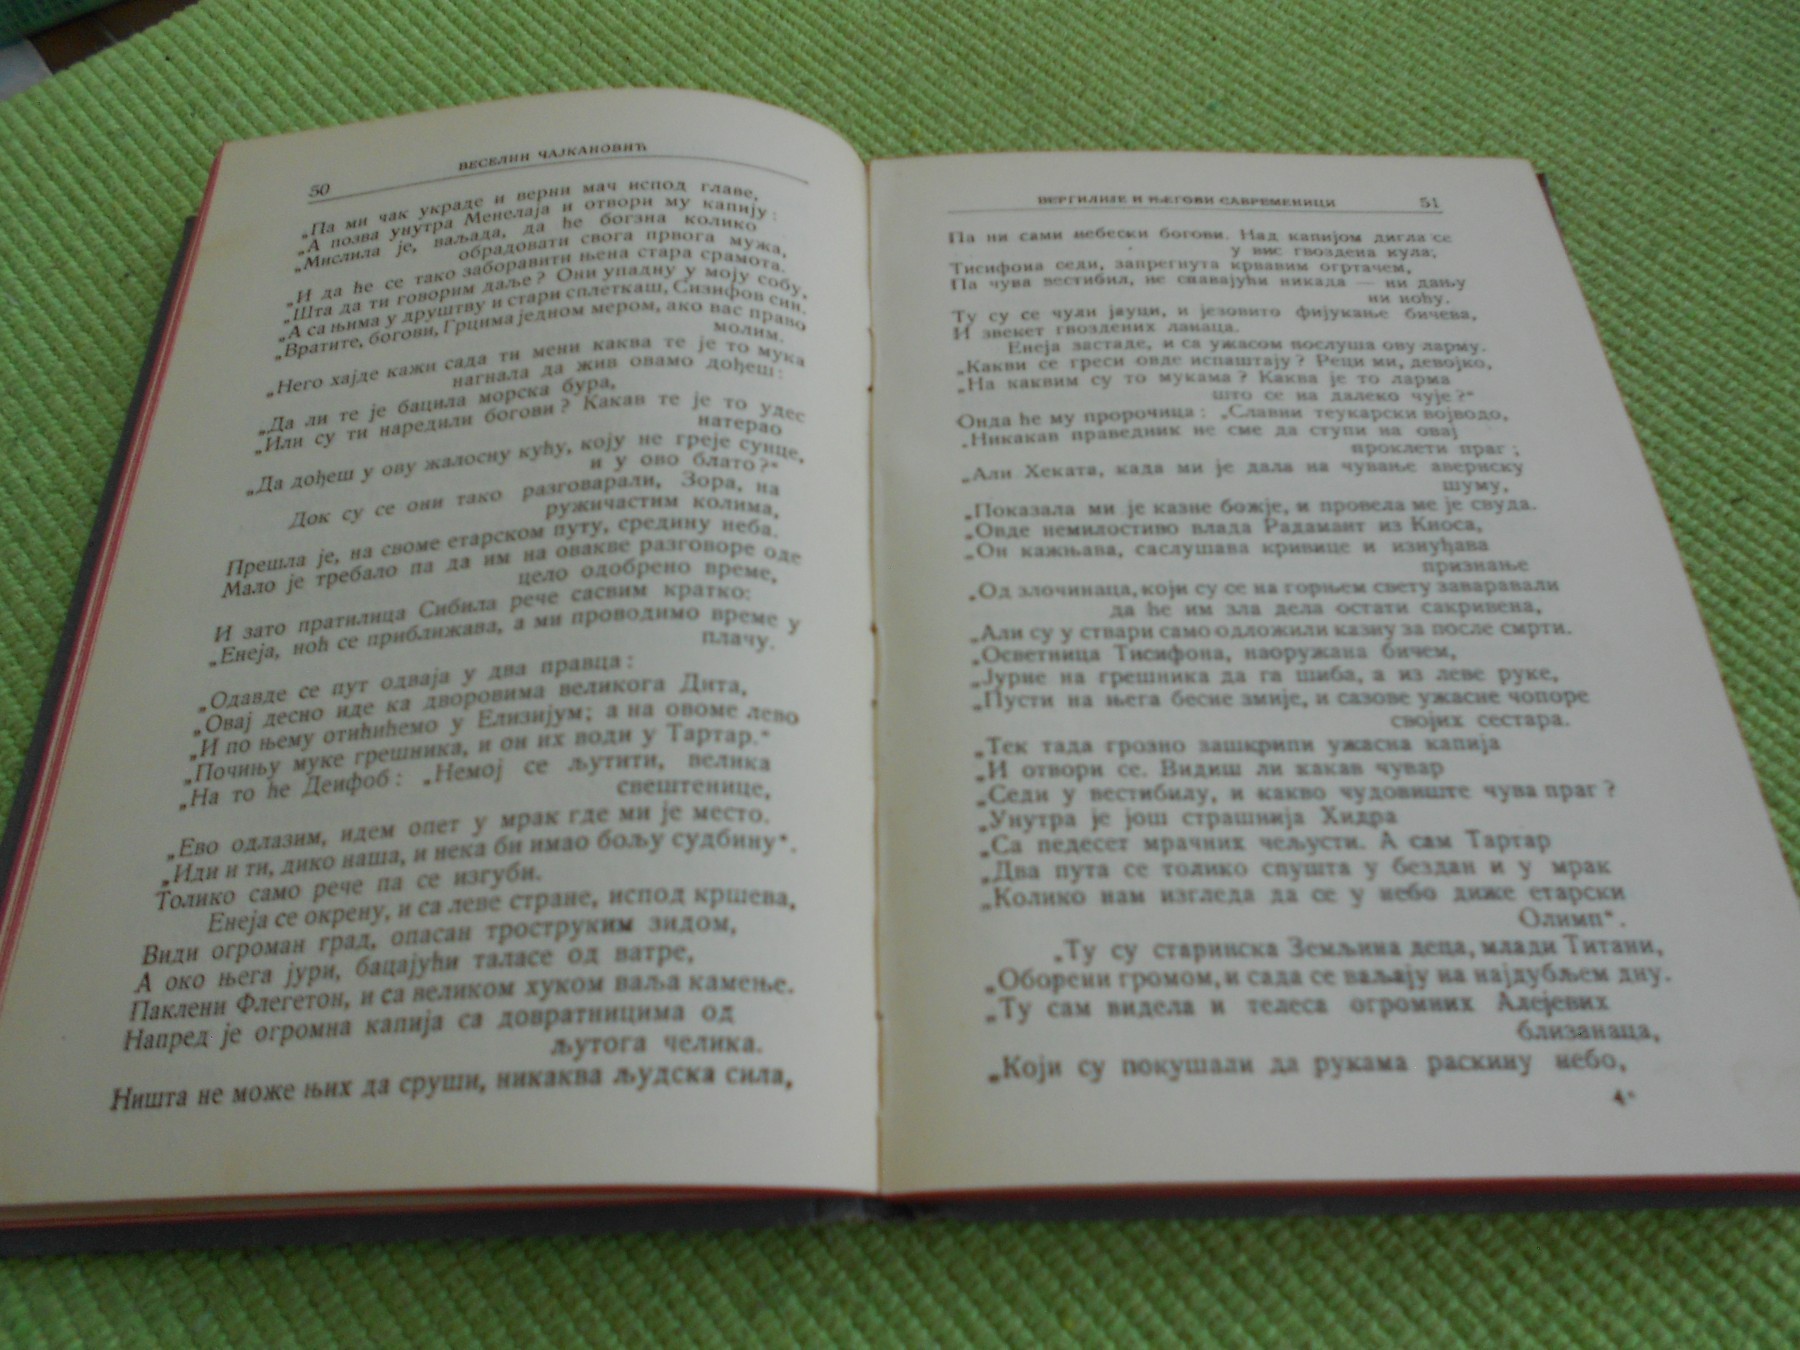 50
ВЕСЕЛИН ЧАЈКАНОВИЋ
„Па ми чак украде и верни мач испод главе,
„А позва унутра Менелаја и отвори му капију:
„Мислила је, ваљада, да ће богзна колико
обрадовати свога првога мужа,
„И да ће се тако заборавити њена стара срамота.
„Шта да ти говорим даље? Они упадну у моју собу,
„А са њима у друштву и стари сплеткаш, Сизифов син.
„Вратите, богови, Грцима једном мером, ако вас право
молим.
„Него хајде кажи сада ти мени каква те је то мука
нагнала да жив овамо дођеш:
„Да ли те је бацила морска бура,
„Или су ти наредили богови? Какав те је то удес
натерао
„Да дођеш у ову жалосну кућу, коју не греје сунце,
и у ово блато?“
Док су се они тако разговарали, Зора, на
ружичастим колима,
Прешла је, на своме етарском путу, средину неба.
Мало је требало па да им на овакве разговоре оде
цело одобрено време,
И зато пратилица Сибила рече сасвим кратко:
„Енеја, ноћ се приближава, а ми проводимо време у
плачу.
„Одавде се пут одваја у два правца:
„Овај десно иде ка дворовима великога Дита,
„И по њему отићићемо у Елизијум; а на овоме лево
„Почињу муке грешника, и он их води у Тартар.“
„На то ће Деифоб: „Немој се љутити, велика
свештенице,
„Ево одлазим, идем опет у мрак где ми је место.
„Иди и ти, дико наша, и нека би имао бољу судбину“.
Толико само рече па се изгуби.
Енеја се окрену, и са леве стране, испод кршева,
Види огроман град, опасан троструким зидом,
А око њега јури, бацајући таласе од ватре,
Паклени Флегетон, и са великом хуком ваља камење.
Напред је огромна капија са довратницима од
љутога челика.
Ништа не може њих да сруши, никаква људска сила,
ВЕРГИЛИЈЕ И ЊЕГОВИ САВРЕМЕНИЦИ
51
Па ни сами небески богови. Над капијом дигла се
у вис гвоздена кула;
Тисифона седи, запрегнута крвавим огртачем,
Па чува вестибил, не спавајући никада — ни дању
ни ноћу.
Ту су се чули јауци, и језовито фијукање бичева,
И звекет гвоздених ланаца.
Енеја застаде, и са ужасом послуша ову ларму.
„Какви се греси овде испаштају? Реци ми, девојко,
„На каквим су то мукама? Каква је то ларма
што се на далеко чује?“
Онда ће му пророчица: „Славни теукарски војводо,
„Никакав праведник не сме да ступи на овај
проклети праг;
„Али Хеката, када ми је дала на чување авернску
шуму,
„Показала ми је казне божје, и провела ме је свуда.
„Овде немилостиво влада Радамант из Кноса,
„Он кажњава, саслушава кривице и изнуђава
признање
„Од злочинаца, који су се на горњем свету заваравали
да ће им зла дела остати сакривена,
„Али су у ствари само одложили казну за после смрти.
„Осветница Тисифона, наоружана бичем,
„Јурне на грешника да га шиба, а из леве руке,
„Пусти на њега бесне змије, и сазове ужасне чопоре
својих сестара.
„Тек тада грозно зашкрипи ужасна капија
„И отвори се. Видиш ли какав чувар
„Седи у вестибилу, и какво чудовиште чува праг?
„Унутра је још страшнија Хидра
„Са педесет мрачних чељусти. А сам Тартар
„Два пута се толико спушта у бездан и у мрак
„Колико нам изгледа да се у небо диже етарски
Олимп“.
„Ту су старинска Земљина деца, млади Титани,
„Оборени громом, и сада се ваљају на најдубљем дну.
„Ту сам видела и телеса огромних Алејевих
близанаца,
„Који су покушали да рукама раскину небо,
4*